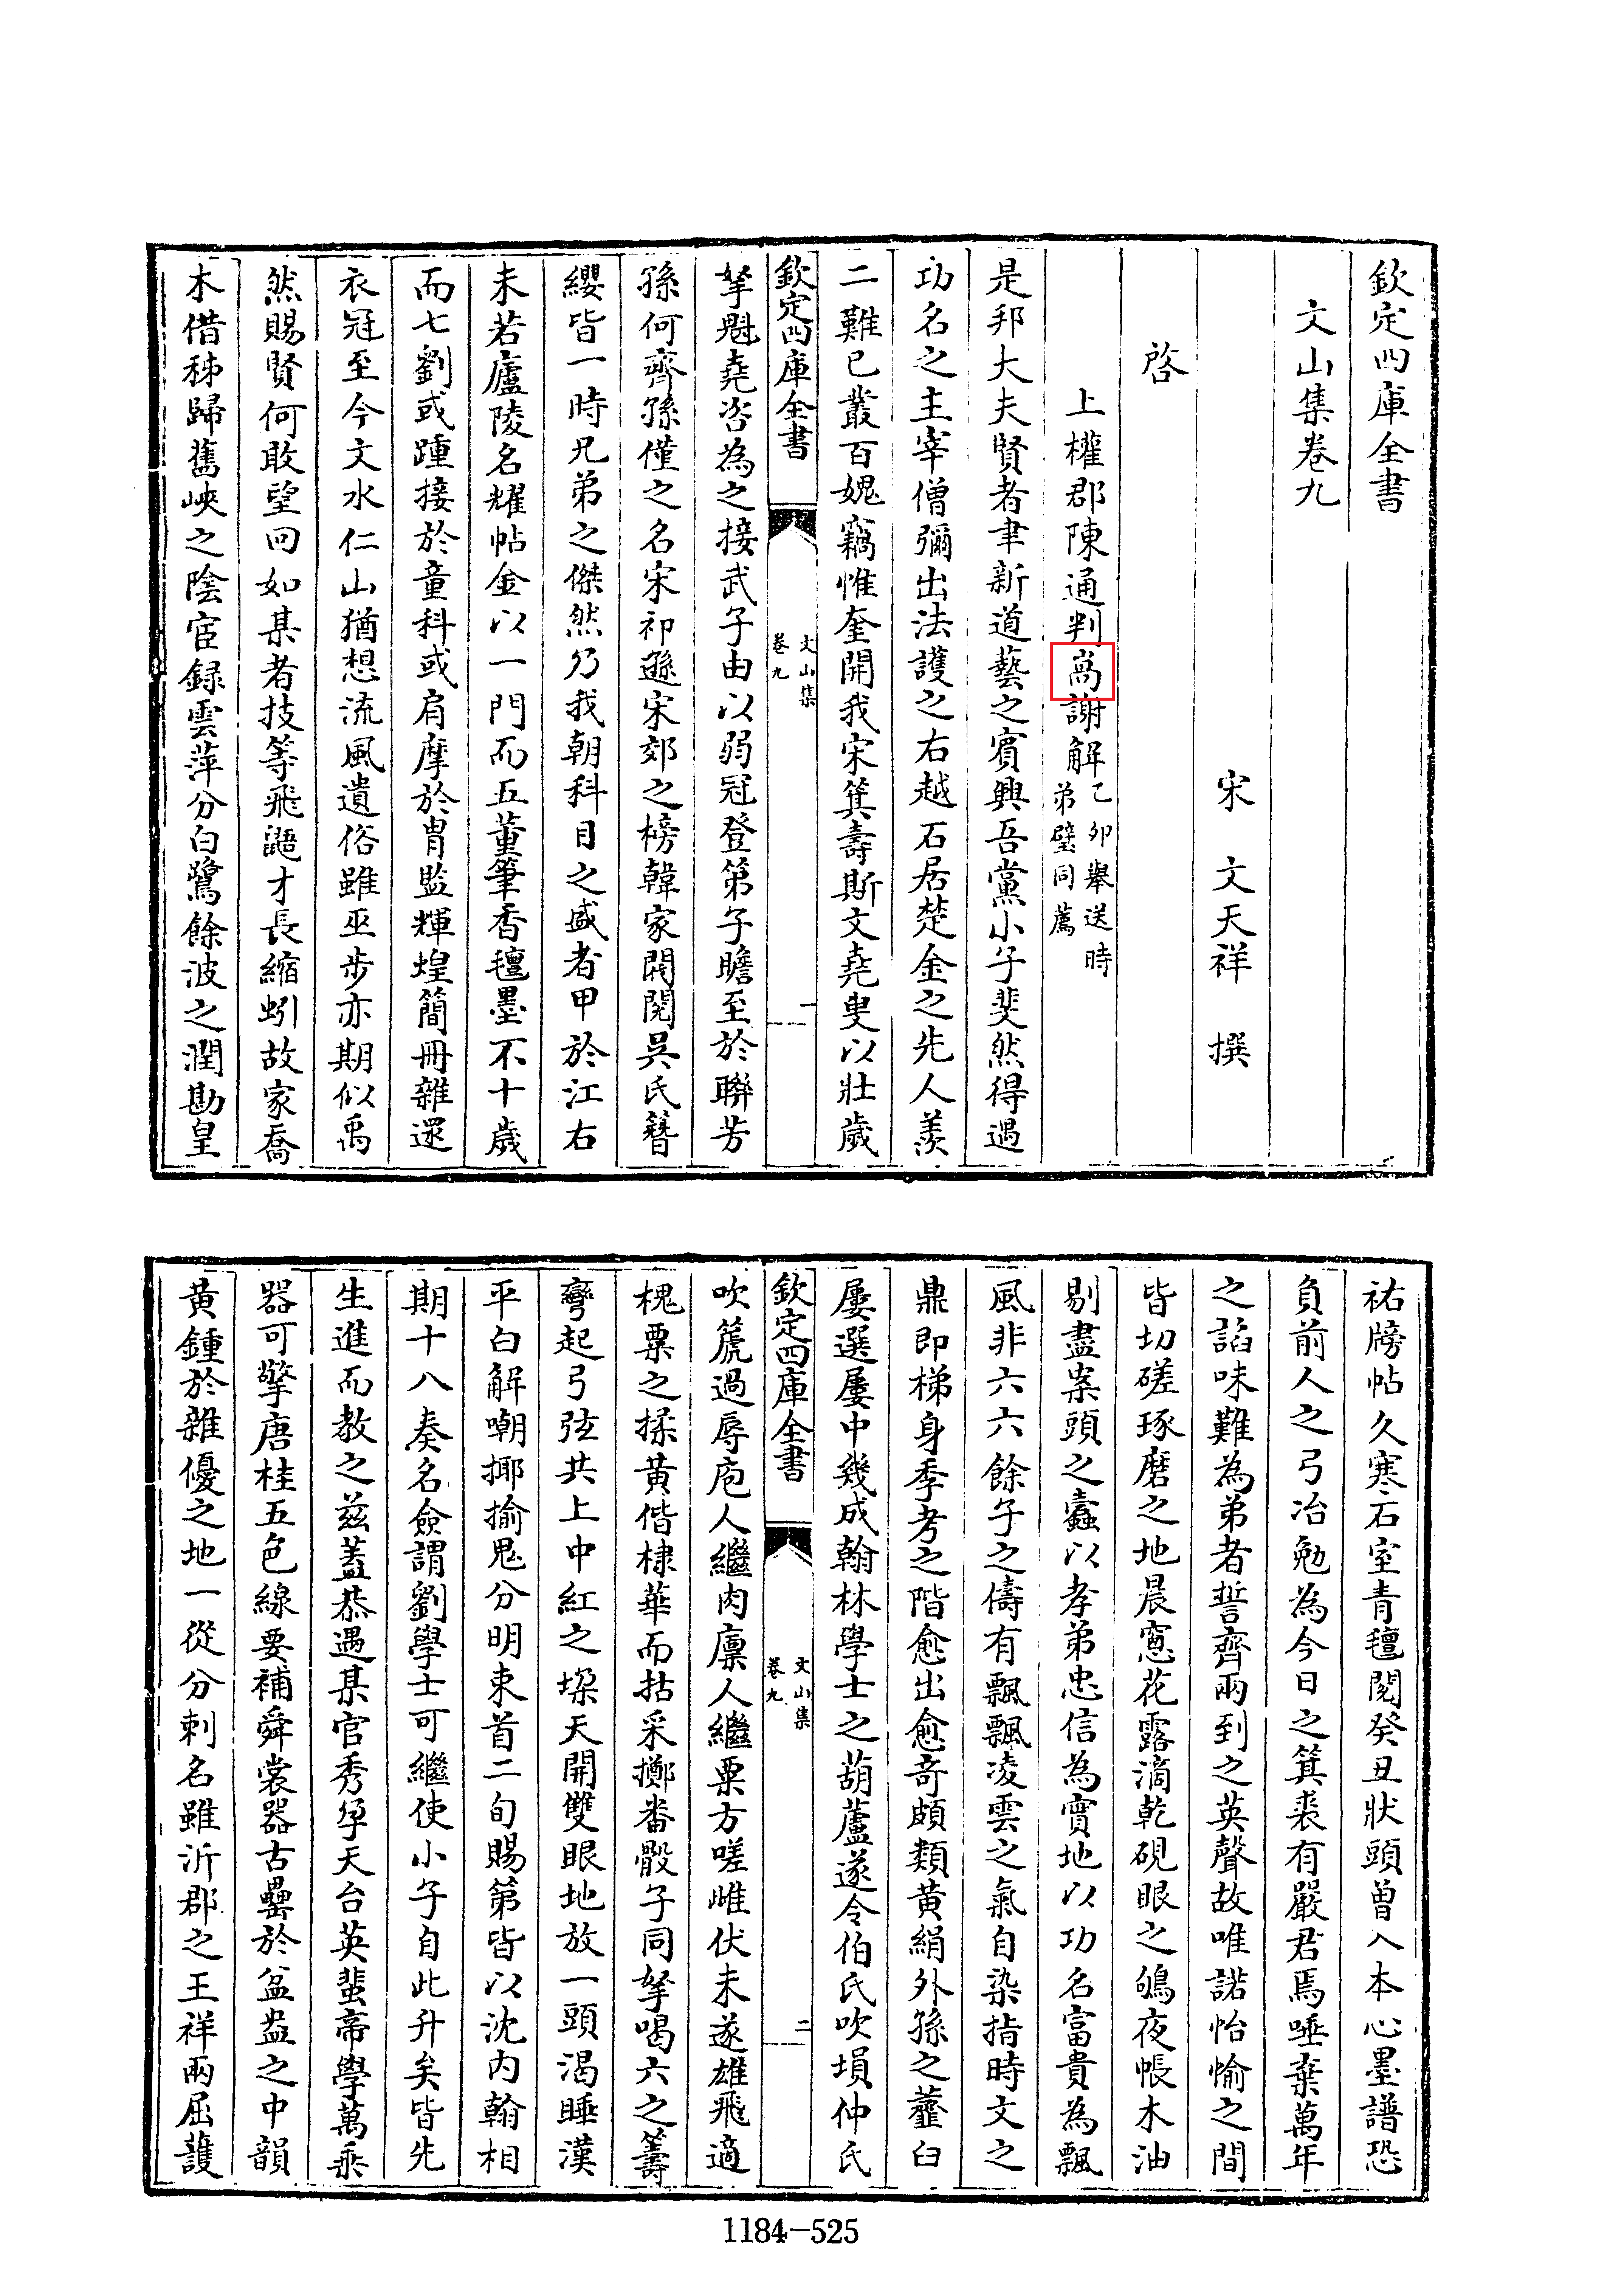 欽定四庫全書
文山集卷九
宋 文天祥 撰
啓
上權郡陳通判㟧謝解乙卯舉送時弟璧同薦
是邦大夫賢者聿新道藝之賓興吾黨小子斐然得遇
功名之主宰僧彌出法護之右越石居楚金之先人羨
二難已叢百媿竊惟奎開我宋箕壽斯文堯叟以壯歲
欽定四庫全書
文山集
卷九
一
拏魁堯咨為之接武子由以弱冠登第子瞻至於聯芳
孫何齊孫僅之名宋祁遜宋郊之榜韓家閥閱吳氏簪
纓皆一時兄弟之傑然乃我朝科目之盛者甲於江右
未若廬陵名耀帖金以一門而五董筆香氊墨不十歲
而七劉或踵接於童科或肩摩於胄監輝煌簡冊雜還
衣冠至今文水仁山猶想流風遺俗雖巫步亦期似禹
然賜賢何敢望回如某者技等飛鼯才長縮蚓故家喬
木借秭歸舊峽之陰宦録雲萍分白鷺餘波之潤勘皇
祐牓帖久寒石室青氊閱癸丑狀頭曾入本心墨譜恐
負前人之弓冶勉為今日之箕裘有嚴君焉唾棄萬年
之謟味難為弟者誓齊兩到之英聲故唯諾怡愉之間
皆切磋琢磨之地晨窻花露滴乾硯眼之鴝夜帳木油
剔盡案頭之蠹以孝弟忠信為實地以功名富貴為飄
風非六六餘子之儔有飄飄凌雲之氣自染指時文之
鼎即梯身季考之階愈出愈奇頗類黄絹外孫之虀臼
屢選屢中幾成翰林學士之葫蘆遂令伯氏吹塤仲氏
欽定四庫全書
文山集
卷九
二
吹篪過辱庖人繼肉廩人繼粟方嗟雌伏未遂雄飛適
槐粟之揉黄偕棣華而拈采擲番骰子同拏喝六之籌
彎起弓弦共上中紅之垜天開雙眼地放一頭渴睡漢
平白解嘲揶揄鬼分明束首二旬賜第皆以沈内翰相
期十八奏名僉謂劉學士可繼使小子自此升矣皆先
生進而教之茲蓋恭遇某官秀孕天台英蜚帝學萬乘
器可擎唐桂五色線要補舜裳器古罍於盆盎之中韻
黄鍾於雜優之地一從分刺名雖沂郡之王祥兩屈護
1184-525